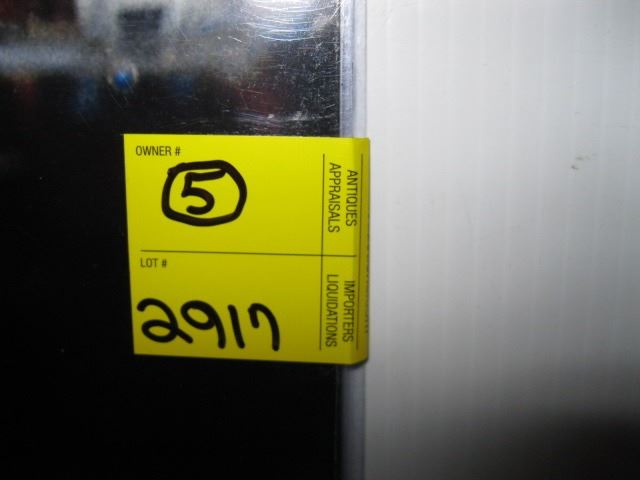 OWNER #
5
LOT #
2917
ANTIQUES
APPRAISALS
IMPORTERS
LIQUIDATIONS